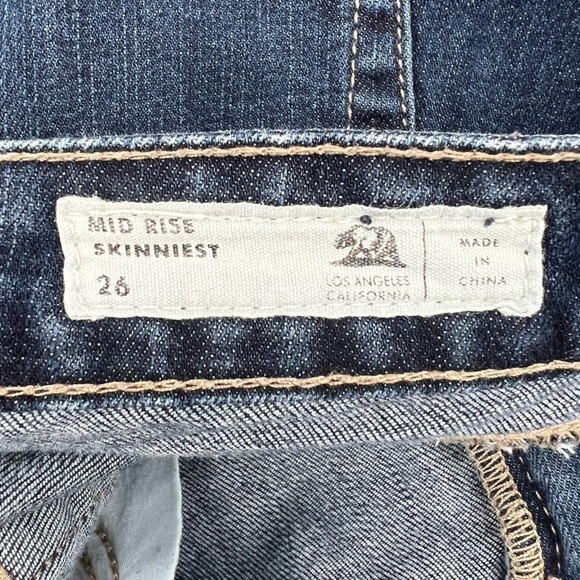 MID RISE
SKINNIEST
26
LOS ANGELES
CALIFORNIA
MADE
IN
CHINA